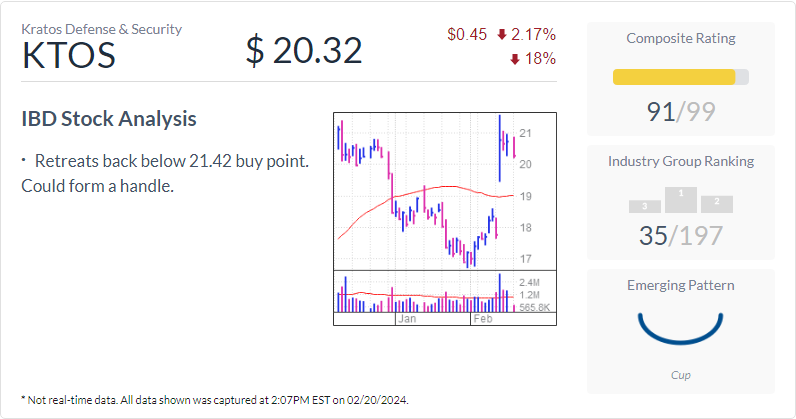 Kratos Defense & Security
KTOS
$ 20.32
$0.45 2.17%
18%
IBD Stock Analysis
· Retreats back below 21.42 buy point.
Could form a handle.
21
20
19
18
17
2.4M
1.2M
565.8K
Jan Feb
Composite Rating
91/99
Industry Group Ranking
3 1 2
35/197
Emerging Pattern
Cup
* Not real-time data. All data shown was captured at 2:07PM EST on 02/20/2024.